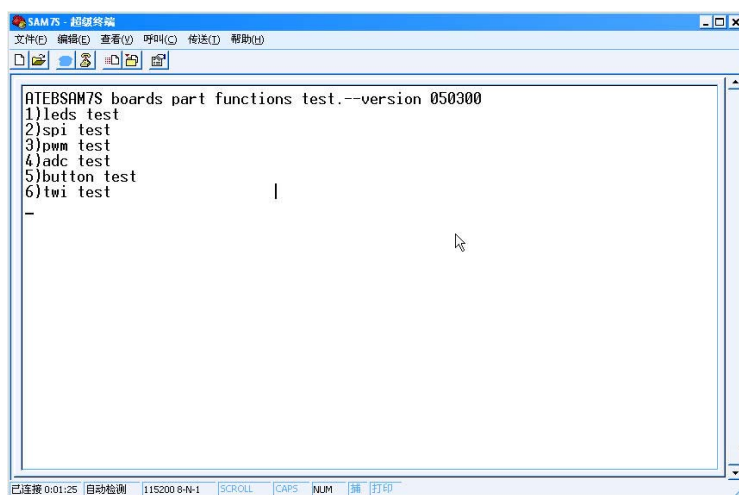 SAM7S - 超级终端
文件(F) 编辑(E) 查看(V) 呼叫(C) 传送(T) 帮助(H)
ATEBSAM7S boards part functions test.--version 050300
1)leds test
2)spi test
3)pwm test
4)adc test
5)button test
6)twi test
_
已连接 0:01:25 自动检测 115200 8-N-1 SCROLL CAPS NUM 捕 打印